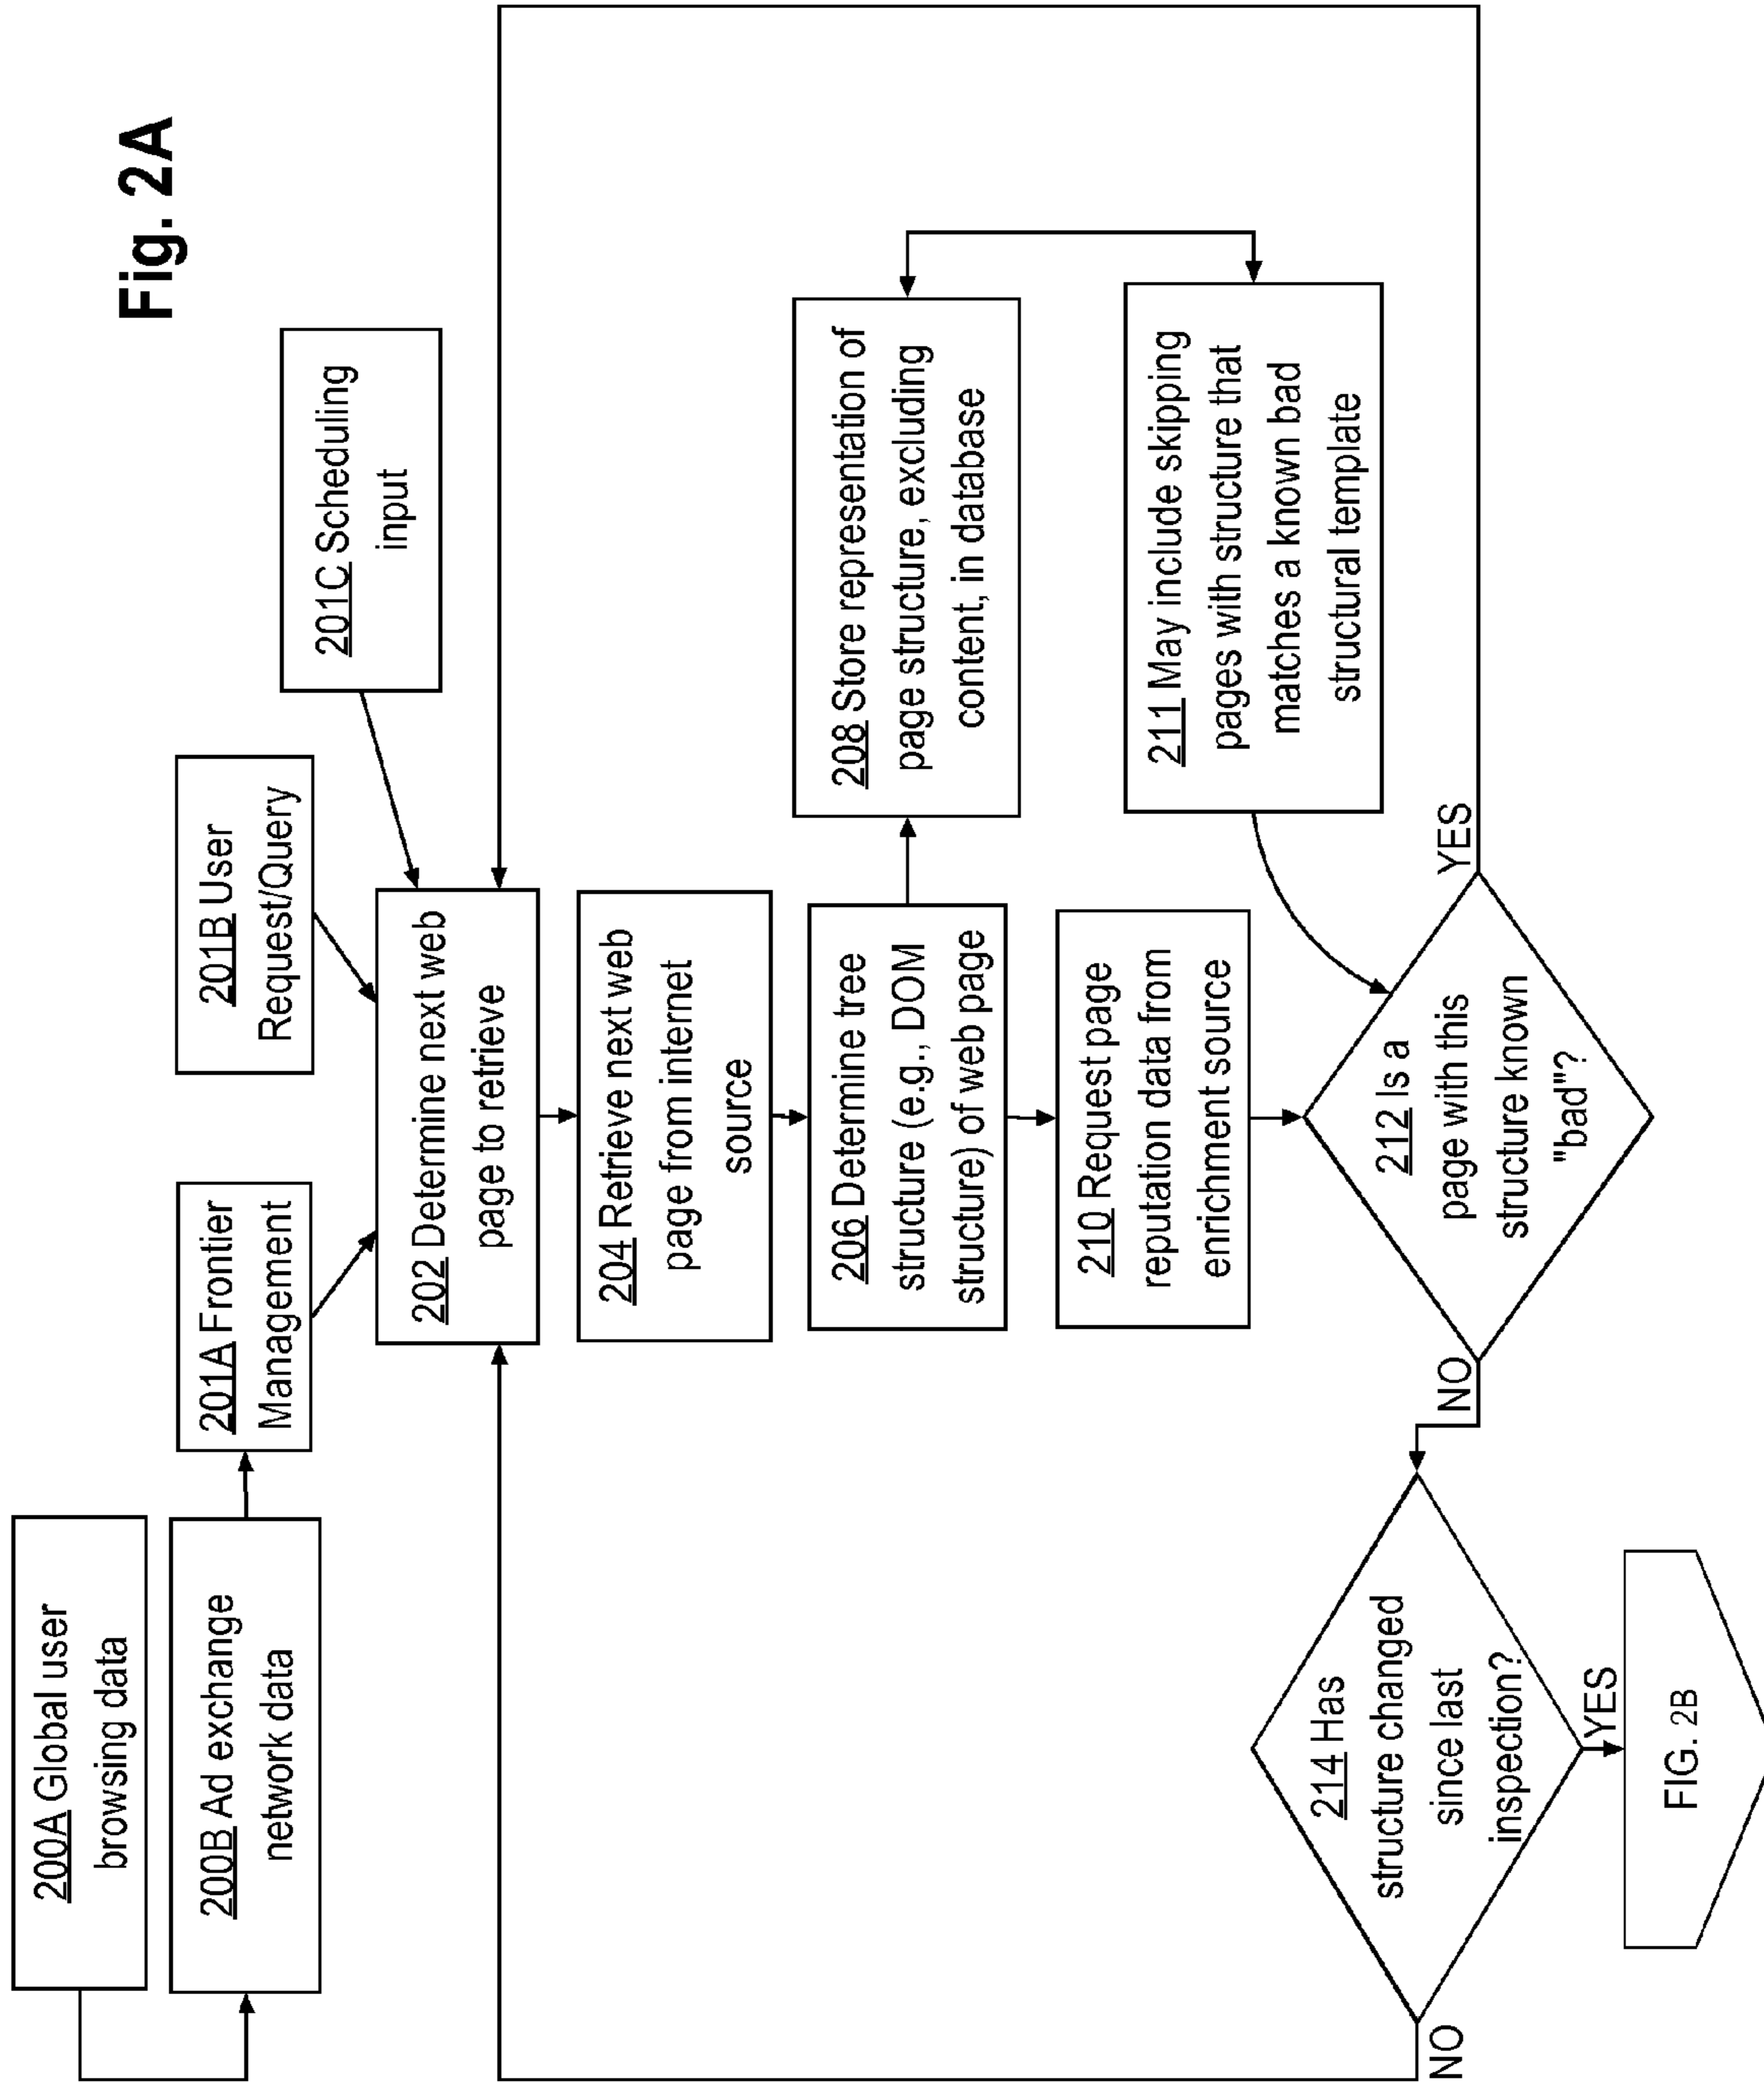 Fig. 2A
200A Global user
browsing data
200B Ad exchange
network data
201A Frontier
Management
201B User
Request/Query
201C Scheduling
input
202 Determine next web
page to retrieve
204 Retrieve next web
page from internet
source
206 Determine tree
structure (e.g., DOM
structure) of web page
208 Store representation of
page structure, excluding
content, in database
210 Request page
reputation data from
enrichment source
211 May include skipping
pages with structure that
matches a known bad
structural template
212 Is a
page with this
structure known
"bad"?
YES
NO
214 Has
structure changed
since last
inspection?
NO
YES
FIG. 2B